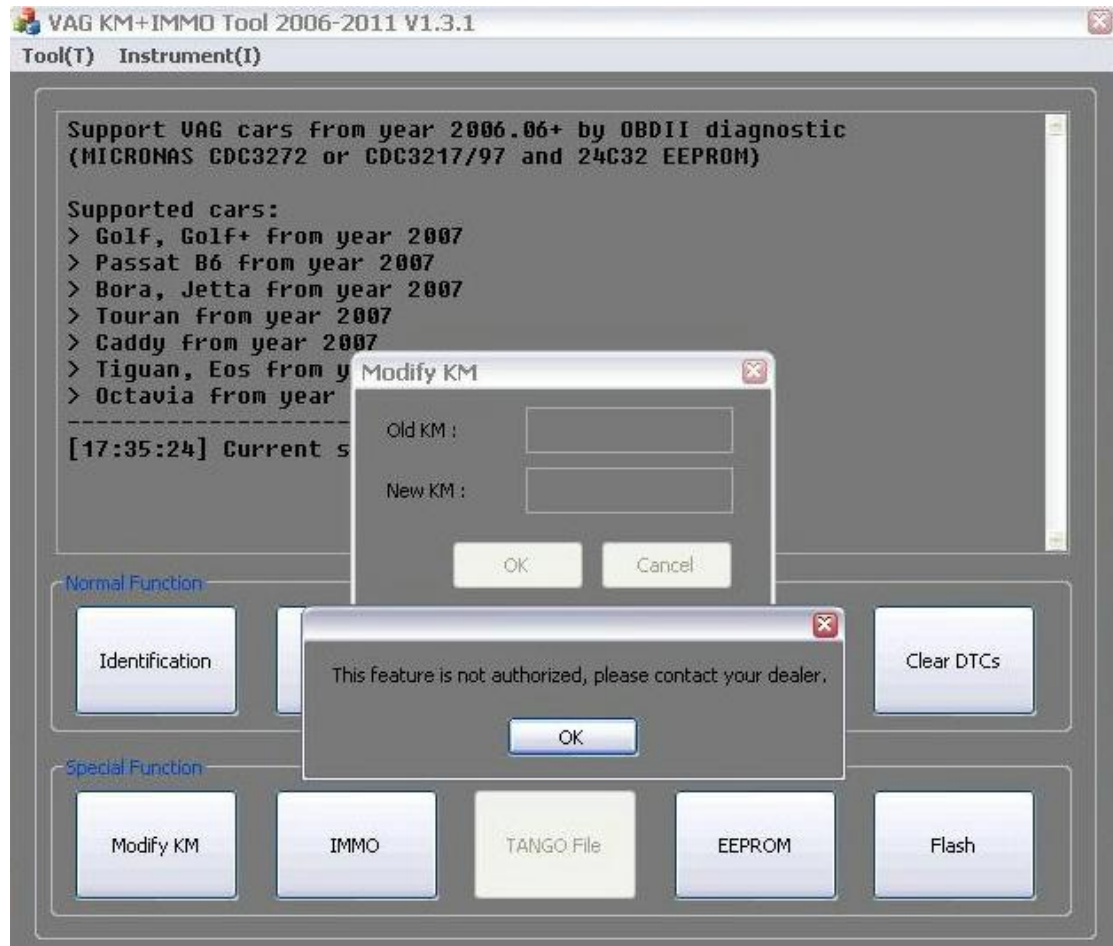 VAG KM+IMMO Tool 2006-2011 V1.3.1
Tool(T) Instrument(I)
Support VAG cars from year 2006.06+ by OBDII diagnostic
(MICRONAS CDC3272 or CDC3217/97 and 24C32 EEPROM)
Supported cars:
> Golf, Golf+ from year 2007
> Passat B6 from year 2007
> Bora, Jetta from year 2007
> Touran from year 2007
> Caddy from year 2007
> Tiguan, Eos from y
> Octavia from year
--------------------
[17:35:24] Current s
Modify KM
Old KM :
New KM :
OK Cancel
Normal Function
Identification
Clear DTCs
This feature is not authorized, please contact your dealer.
OK
Special Function
Modify KM IMMO TANGO File EEPROM Flash